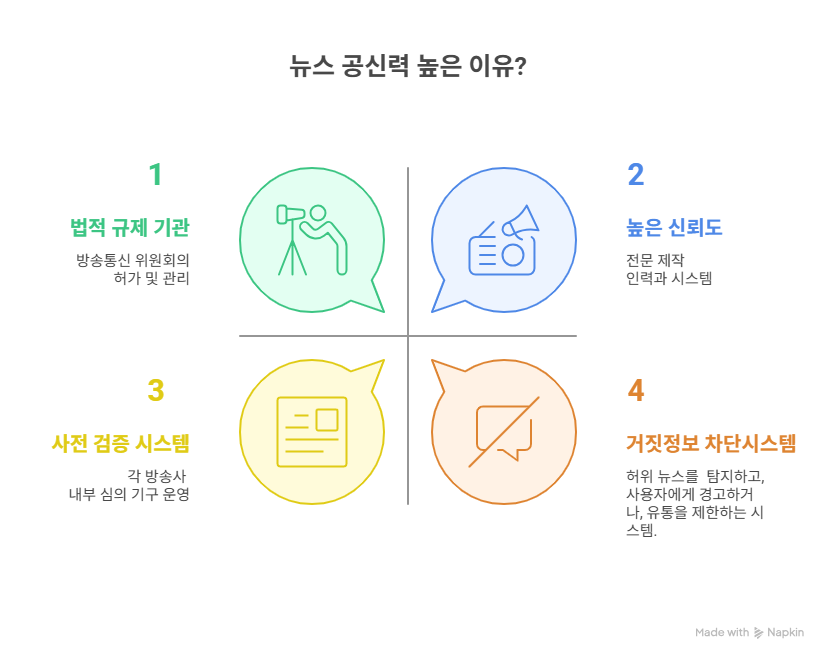 뉴스 공신력 높은 이유?
1
법적 규제 기관
방송통신 위원회의
허가 및 관리
2
높은 신뢰도
전문 제작
인력과 시스템
3
사전 검증 시스템
각 방송사
내부 심의 기구 운영
4
거짓정보 차단시스템
허위 뉴스를  탐지하고,
사용자에게 경고하거
나, 유통을 제한하는 시
스템.
Made with Napkin